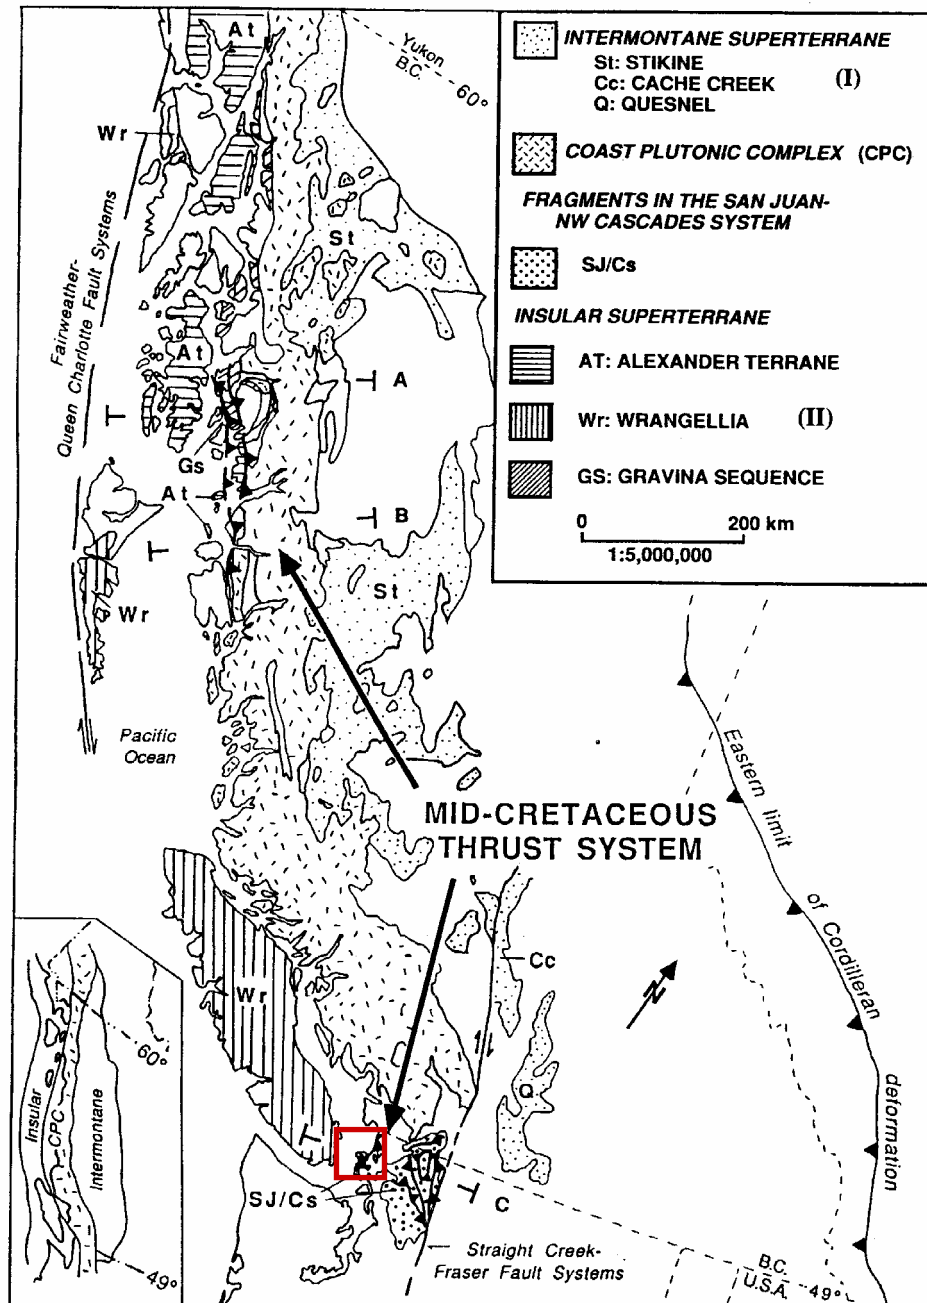 INTERMONTANE SUPERTERRANE
St: STIKINE
Cc: CACHE CREEK
(I)
Q: QUESNEL
COAST PLUTONIC COMPLEX (CPC)
FRAGMENTS IN THE SAN JUAN-
NW CASCADES SYSTEM
SJ/Cs
INSULAR SUPERTERRANE
AT: ALEXANDER TERRANE
Wr: WRANGELLIA
(II)
GS: GRAVINA SEQUENCE
0 200 km
1:5,000,000
At
Yukon
B.C.
60°
Wr
Fairweather-
Queen Charlotte Fault Systems
St
At
A
Gs
At
B
St
Wr
Pacific
Ocean
MID-CRETACEOUS
THRUST SYSTEM
Eastern limit
of Cordilleran
deformation
Cc
Wr
N
Q
60°
Insular
CPC
Intermontane
49°
SJ/Cs
C
Straight Creek-
Fraser Fault Systems
B.C.
U.S.A.
49°